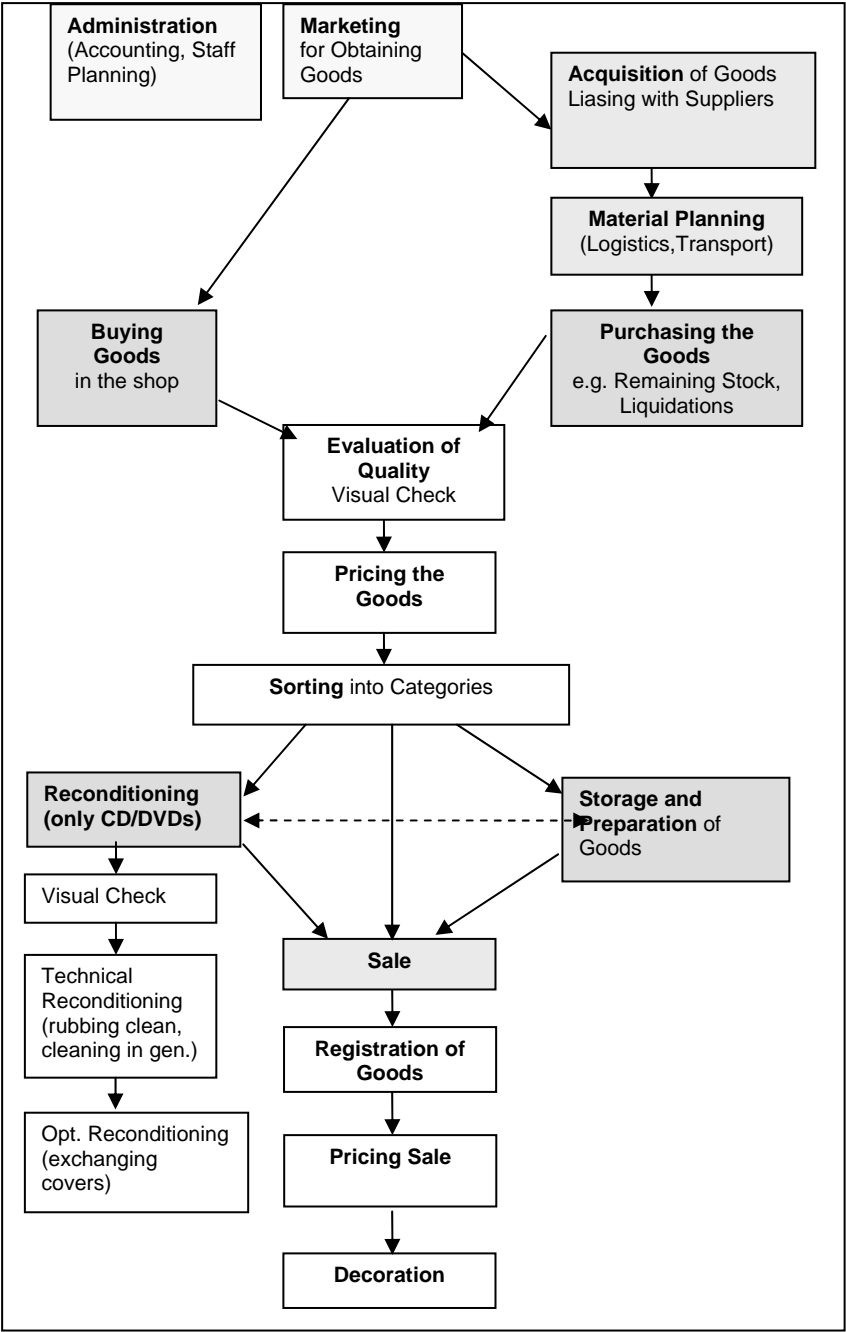 Administration
(Accounting, Staff
Planning)
Marketing
for Obtaining
Goods
Acquisition of Goods
Liasing with Suppliers
Material Planning
(Logistics,Transport)
Buying
Goods
in the shop
Purchasing the
Goods
e.g. Remaining Stock,
Liquidations
Evaluation of
Quality
Visual Check
Pricing the
Goods
Sorting into Categories
Reconditioning
(only CD/DVDs)
Storage and
Preparation of
Goods
Visual Check
Technical
Reconditioning
(rubbing clean,
cleaning in gen.)
Opt. Reconditioning
(exchanging
covers)
Sale
Registration of
Goods
Pricing Sale
Decoration